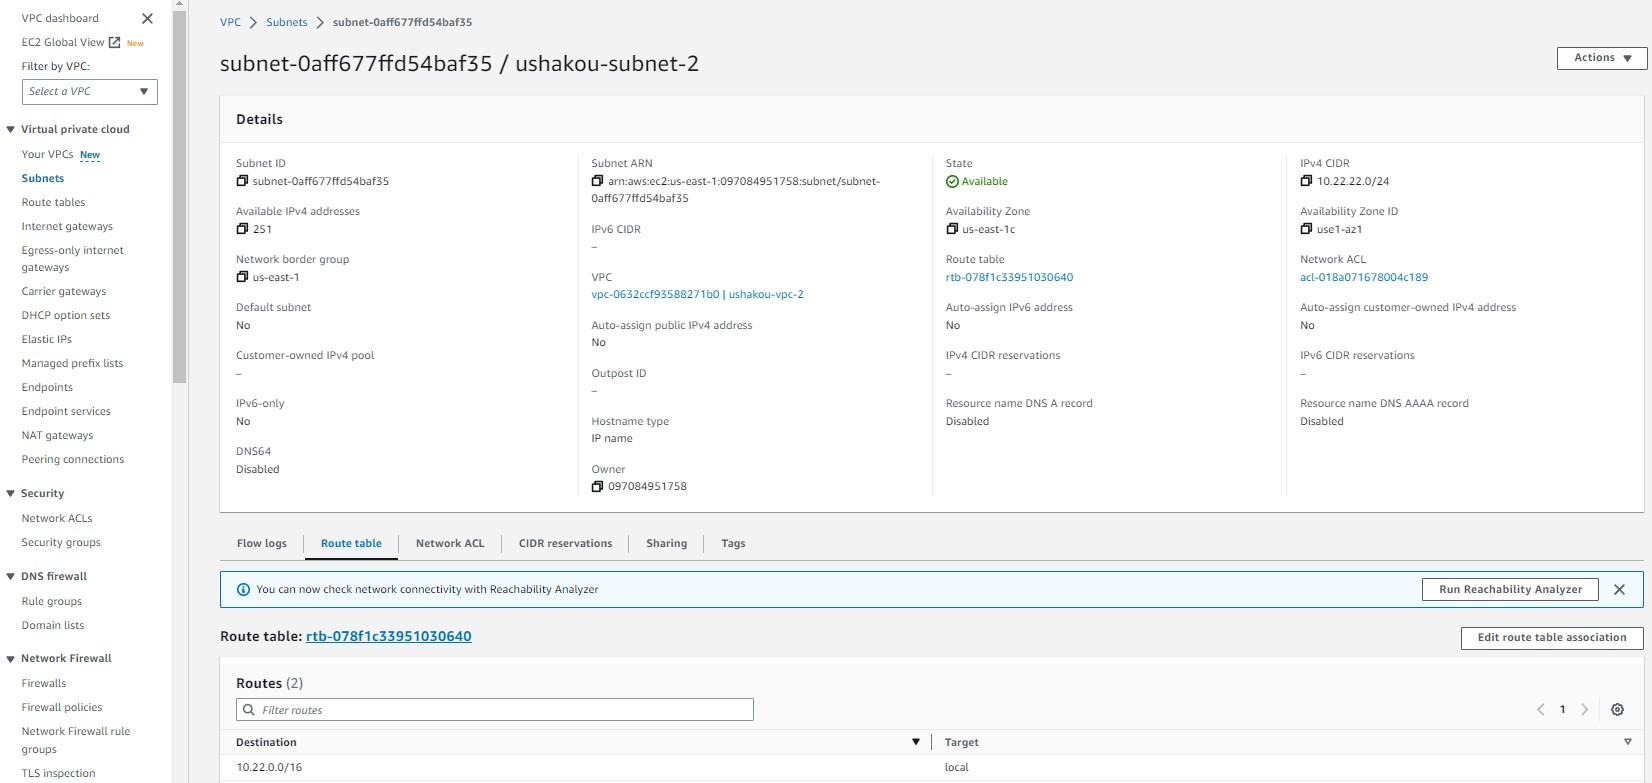 VPC dashboard
EC2 Global View New
Filter by VPC:
Select a VPC
Virtual private cloud
Your VPCs New
Subnets
Route tables
Internet gateways
Egress-only internet
gateways
Carrier gateways
DHCP option sets
Elastic IPs
Managed prefix lists
Endpoints
Endpoint services
NAT gateways
Peering connections
Security
Network ACLs
Security groups
DNS firewall
Rule groups
Domain lists
Network Firewall
Firewalls
Firewall policies
Network Firewall rule
groups
TLS inspection
VPC > Subnets > subnet-0aff677ffd54baf35
subnet-0aff677ffd54baf35 / ushakou-subnet-2
Actions
Details
Subnet ID
subnet-0aff677ffd54baf35
Available IPv4 addresses
251
Network border group
us-east-1
Default subnet
No
Customer-owned IPv4 pool
–
IPv6-only
No
DNS64
Disabled
Subnet ARN
arn:aws:ec2:us-east-1:097084951758:subnet/subnet-
0aff677ffd54baf35
IPv6 CIDR
–
VPC
vpc-0632ccf93588271b0 | ushakou-vpc-2
Auto-assign public IPv4 address
No
Outpost ID
–
Hostname type
IP name
Owner
097084951758
State
Available
Availability Zone
us-east-1c
Route table
rtb-078f1c33951030640
Auto-assign IPv6 address
No
IPv4 CIDR reservations
–
Resource name DNS A record
Disabled
IPv4 CIDR
10.22.22.0/24
Availability Zone ID
use1-az1
Network ACL
acl-018a071678004c189
Auto-assign customer-owned IPv4 address
No
IPv6 CIDR reservations
–
Resource name DNS AAAA record
Disabled
Flow logs
Route table
Network ACL
CIDR reservations
Sharing
Tags
You can now check network connectivity with Reachability Analyzer
Run Reachability Analyzer
Route table: rtb-078f1c33951030640
Edit route table association
Routes (2)
Filter routes
1
Destination
Target
10.22.0.0/16
local